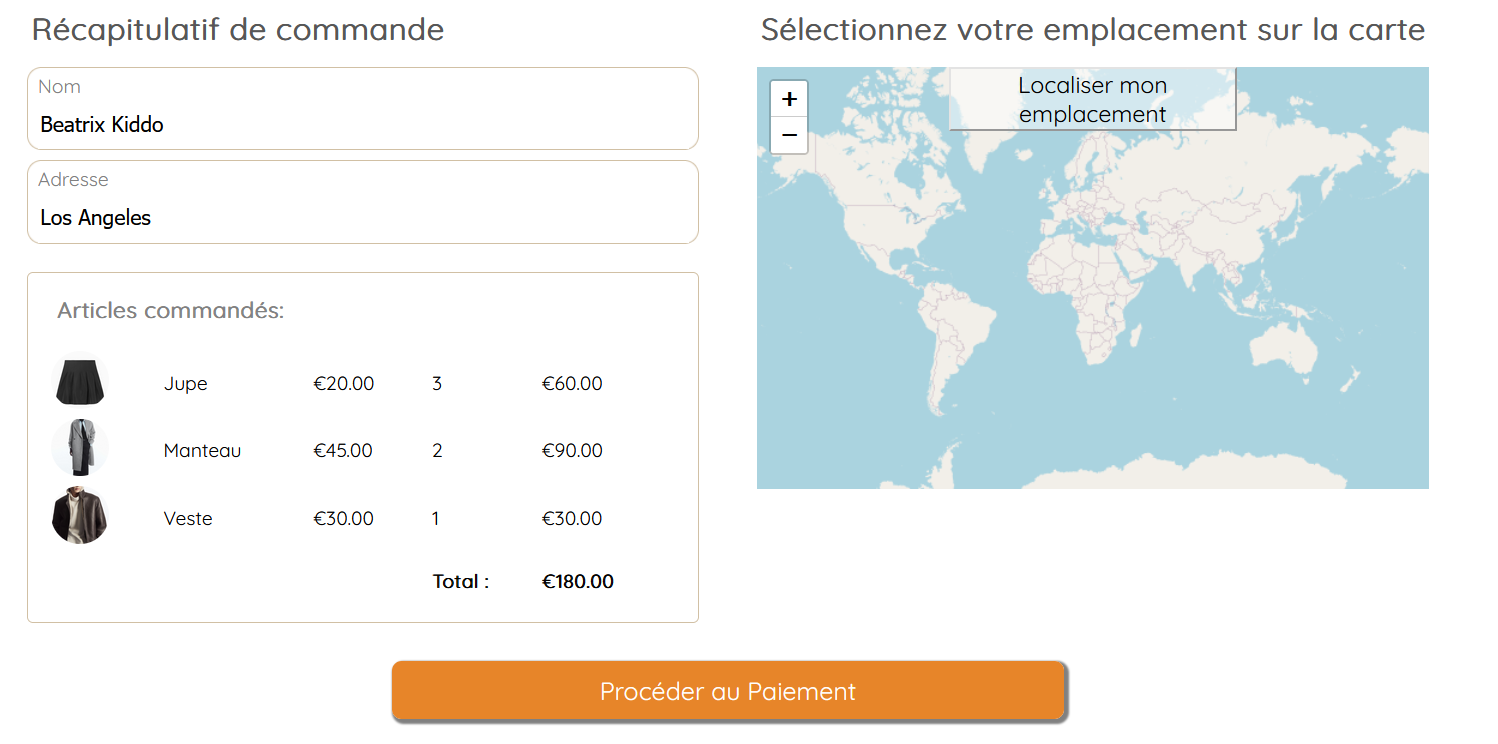 Récapitulatif de commande
Nom
Beatrix Kiddo
Adresse
Los Angeles
Articles commandés:
Jupe €20.00 3 €60.00
Manteau €45.00 2 €90.00
Veste €30.00 1 €30.00
Total : €180.00
Sélectionnez votre emplacement sur la carte
+
−
Localiser mon
emplacement
Procéder au Paiement